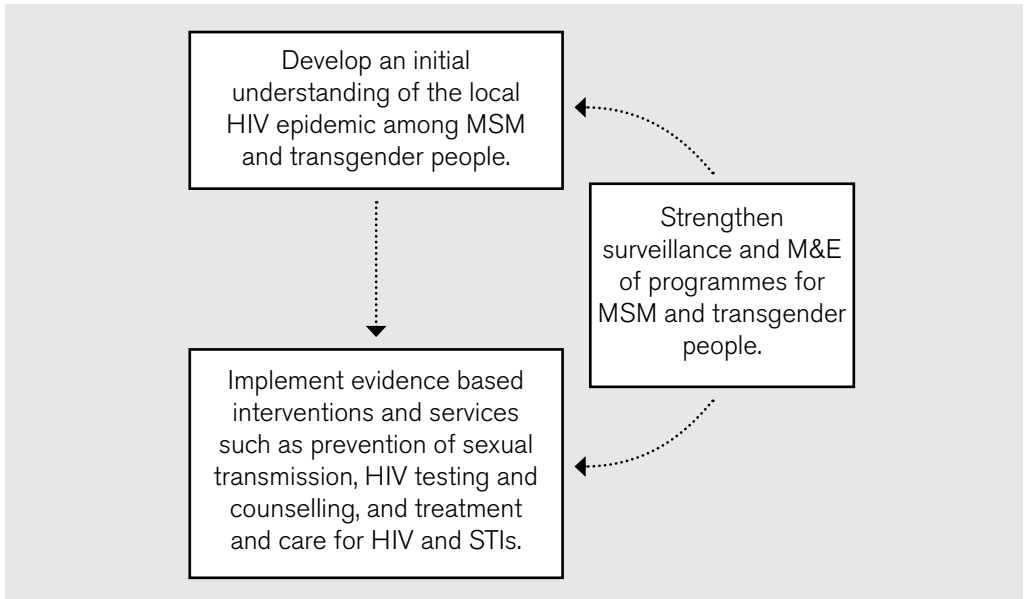 Develop an initial
understanding of the local
HIV epidemic among MSM
and transgender people.
Strengthen
surveillance and M&E
of programmes for
MSM and transgender
people.
Implement evidence based
interventions and services
such as prevention of sexual
transmission, HIV testing and
counselling, and treatment
and care for HIV and STIs.